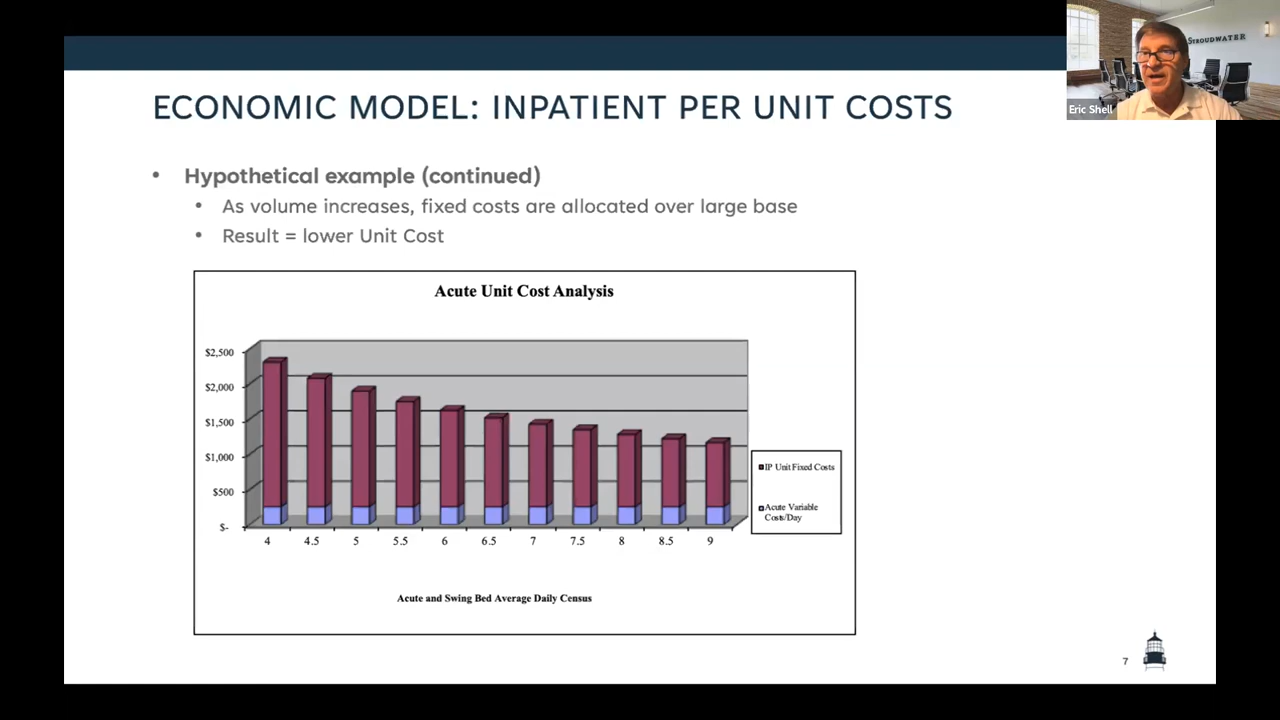 STROUDWATER
Eric Shell
ECONOMIC MODEL: INPATIENT PER UNIT COSTS
• Hypothetical example (continued)
• As volume increases, fixed costs are allocated over large base
• Result = lower Unit Cost
Acute Unit Cost Analysis
$2,500
$2,000
$1,500
$1,000
$500
$-
4 4.5 5 5.5 6 6.5 7 7.5 8 8.5 9
IP Unit Fixed Costs
Acute Variable
Costs/Day
Acute and Swing Bed Average Daily Census
7